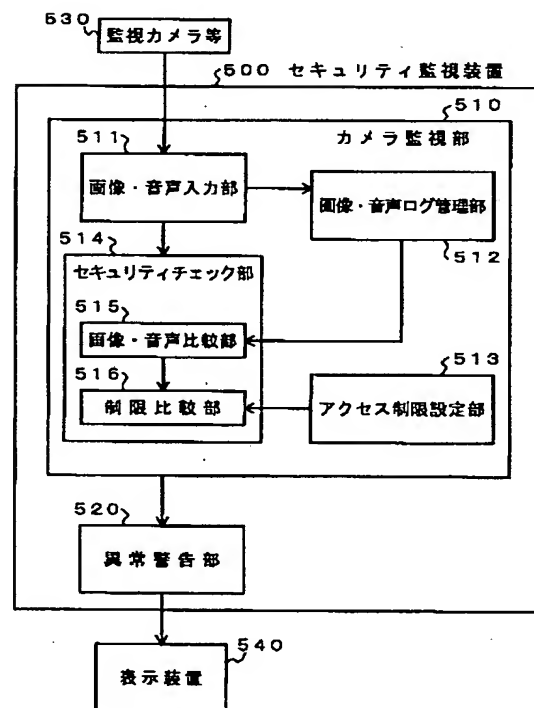 530
監視カメラ等
500 セキュリティ監視装置
510
カメラ監視部
511
画像・音声入力部
画像・音声ログ管理部
512
514
セキュリティチェック部
515
画像・音声比較部
513
516
制限比較部
アクセス制限設定部
520
異常警告部
540
表示装置